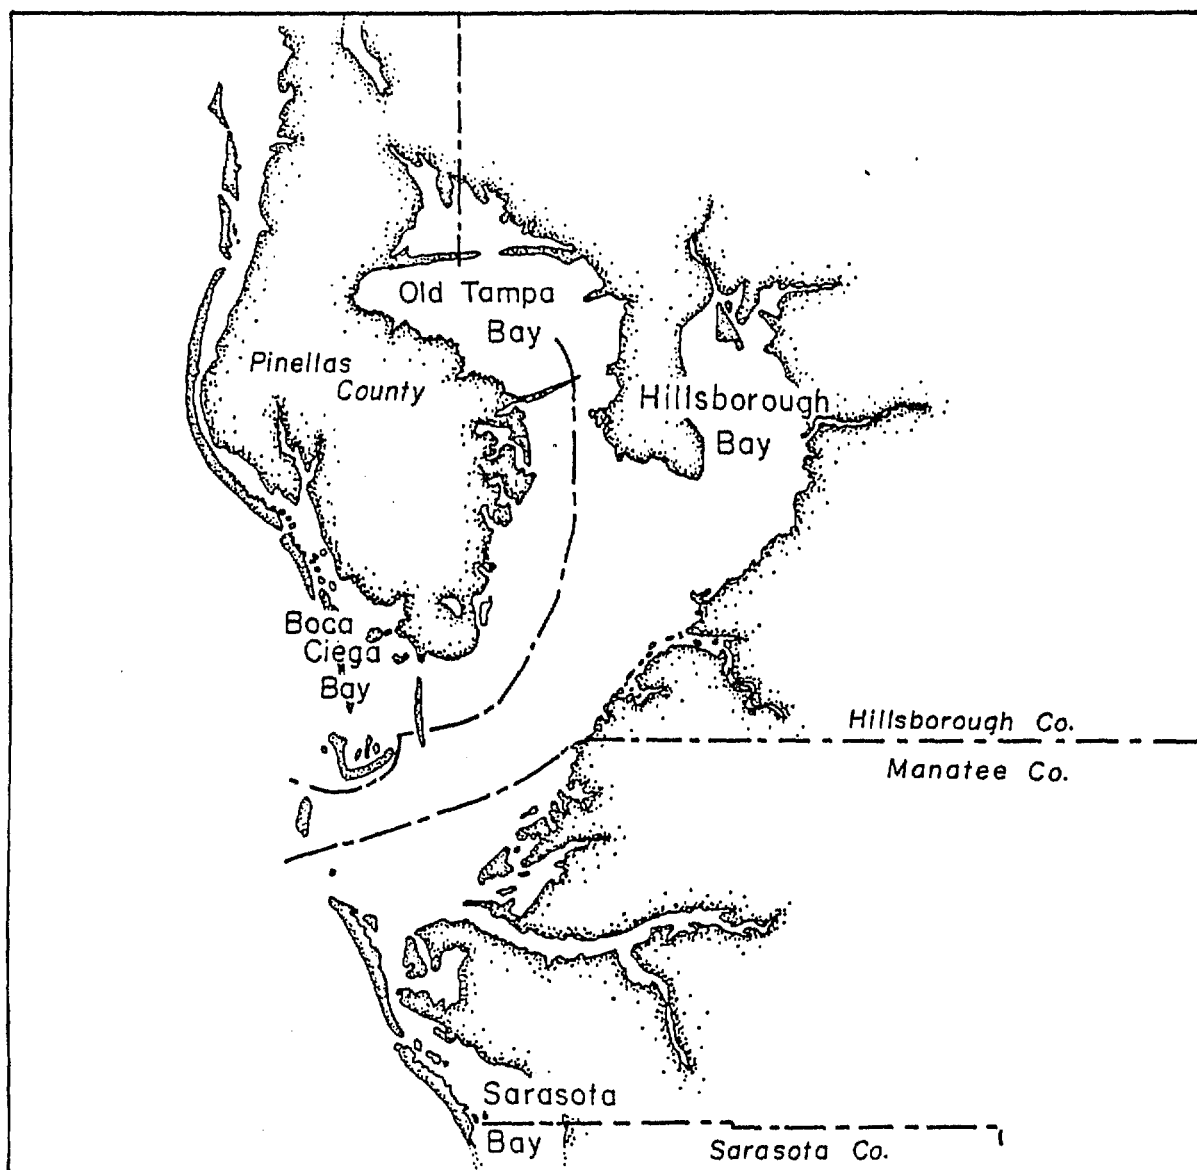 Old Tampa
Bay
Pinellas
County
Hillsborough
Bay
Boca
Ciega
Bay
Hillsborough Co.
Manatee Co.
Sarasota
Bay
Sarasota Co.